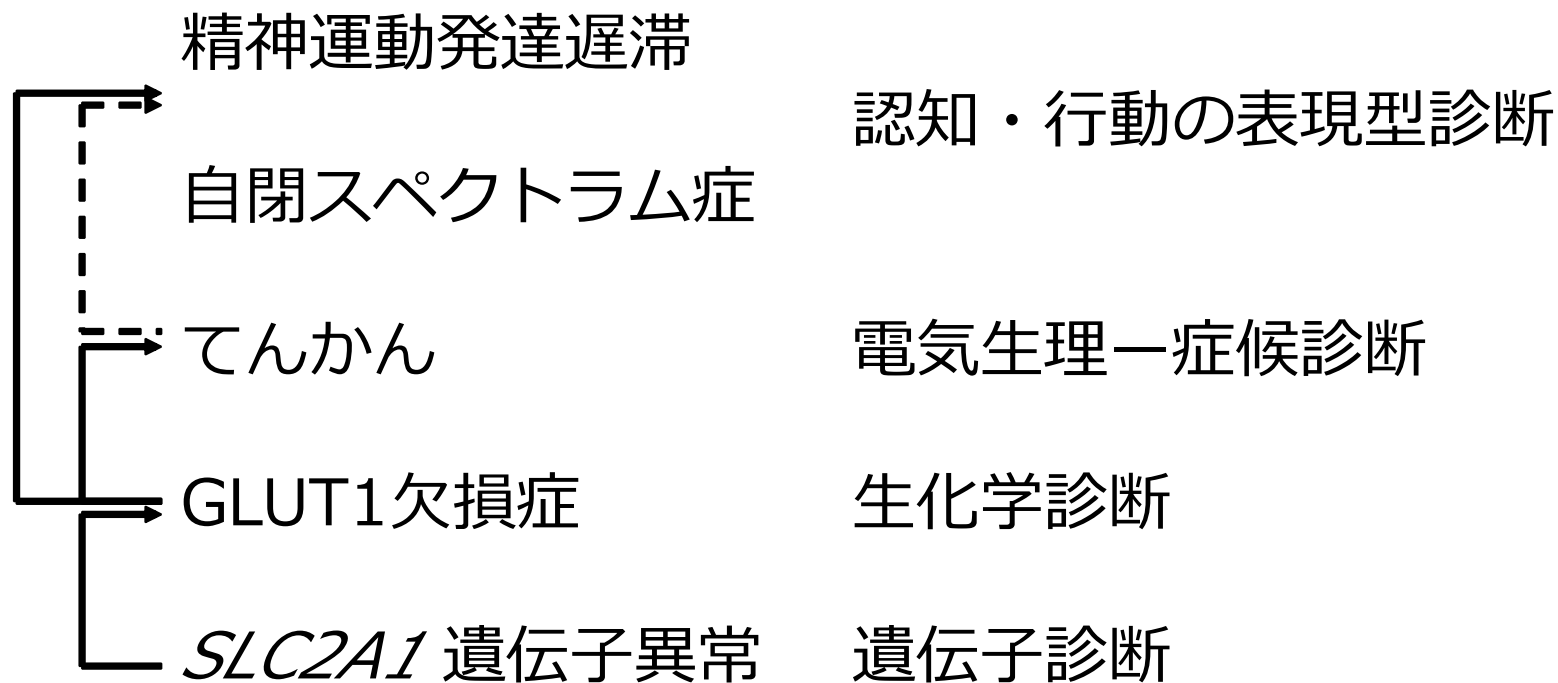 精神運動発達遅滞
認知・行動の表現型診断
自閉スペクトラム症
てんかん 電気生理ー症候診断
GLUT1欠損症 生化学診断
SLC2A1 遺伝子異常 遺伝子診断